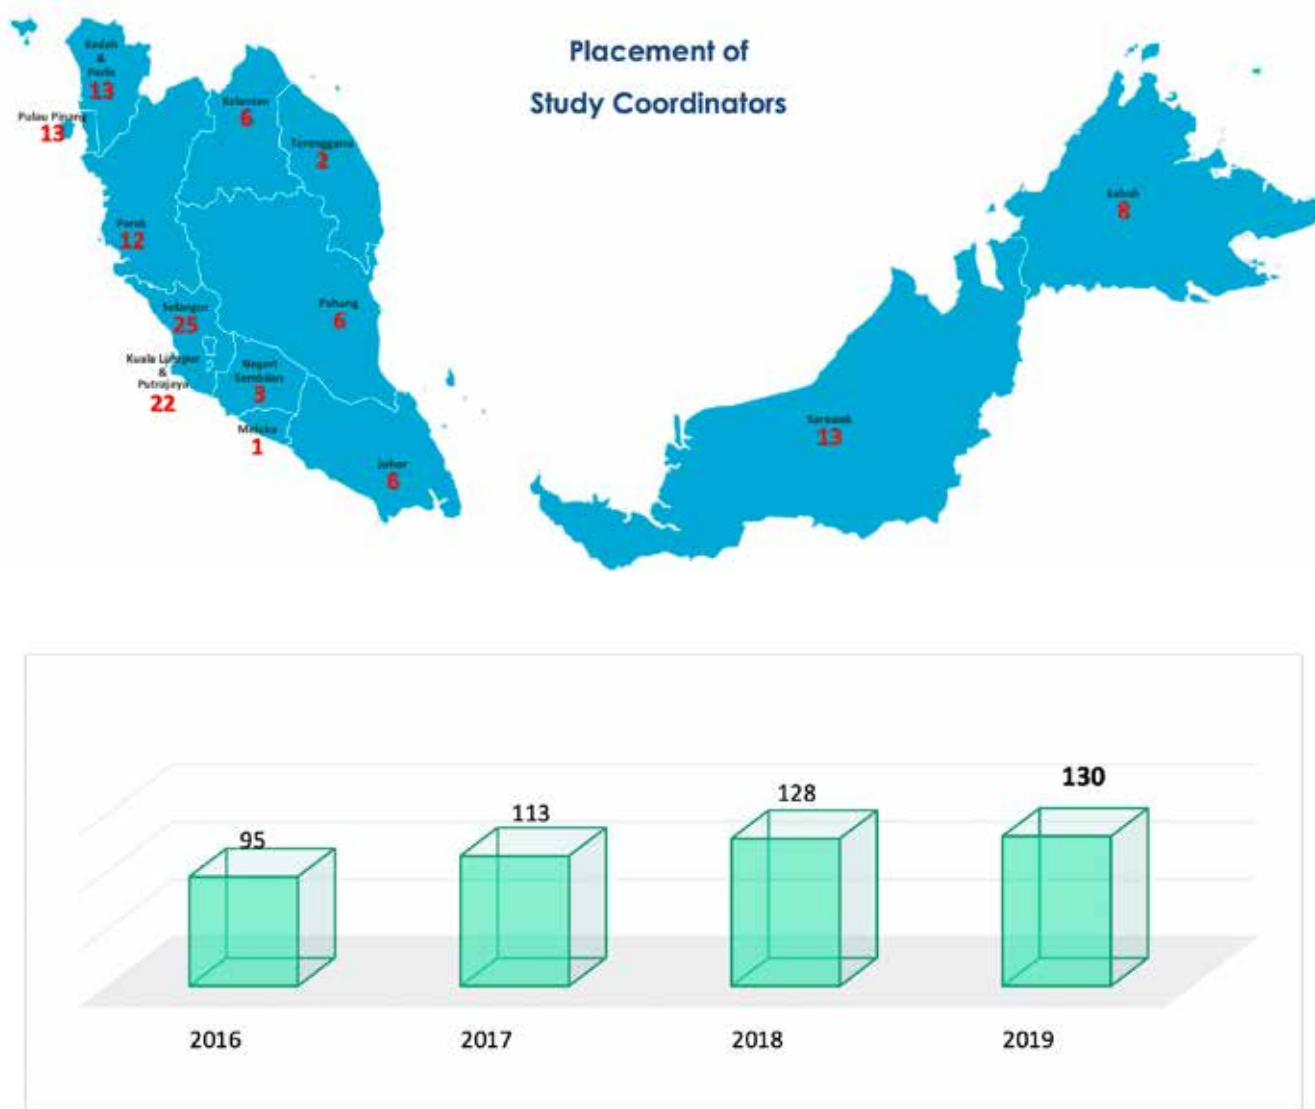 Placement of
Study Coordinators
Kedah
&
Perlis
13
Pulau Pinang
13
Kelantan
6
Terengganu
2
Perak
12
Selangor
25
Pahang
6
Kuala Lumpur
&
Putrajaya
22
Negeri
Sembilan
3
Melaka
1
Johor
6
Sabah
8
Sarawak
13
95
113
128
130
2016
2017
2018
2019